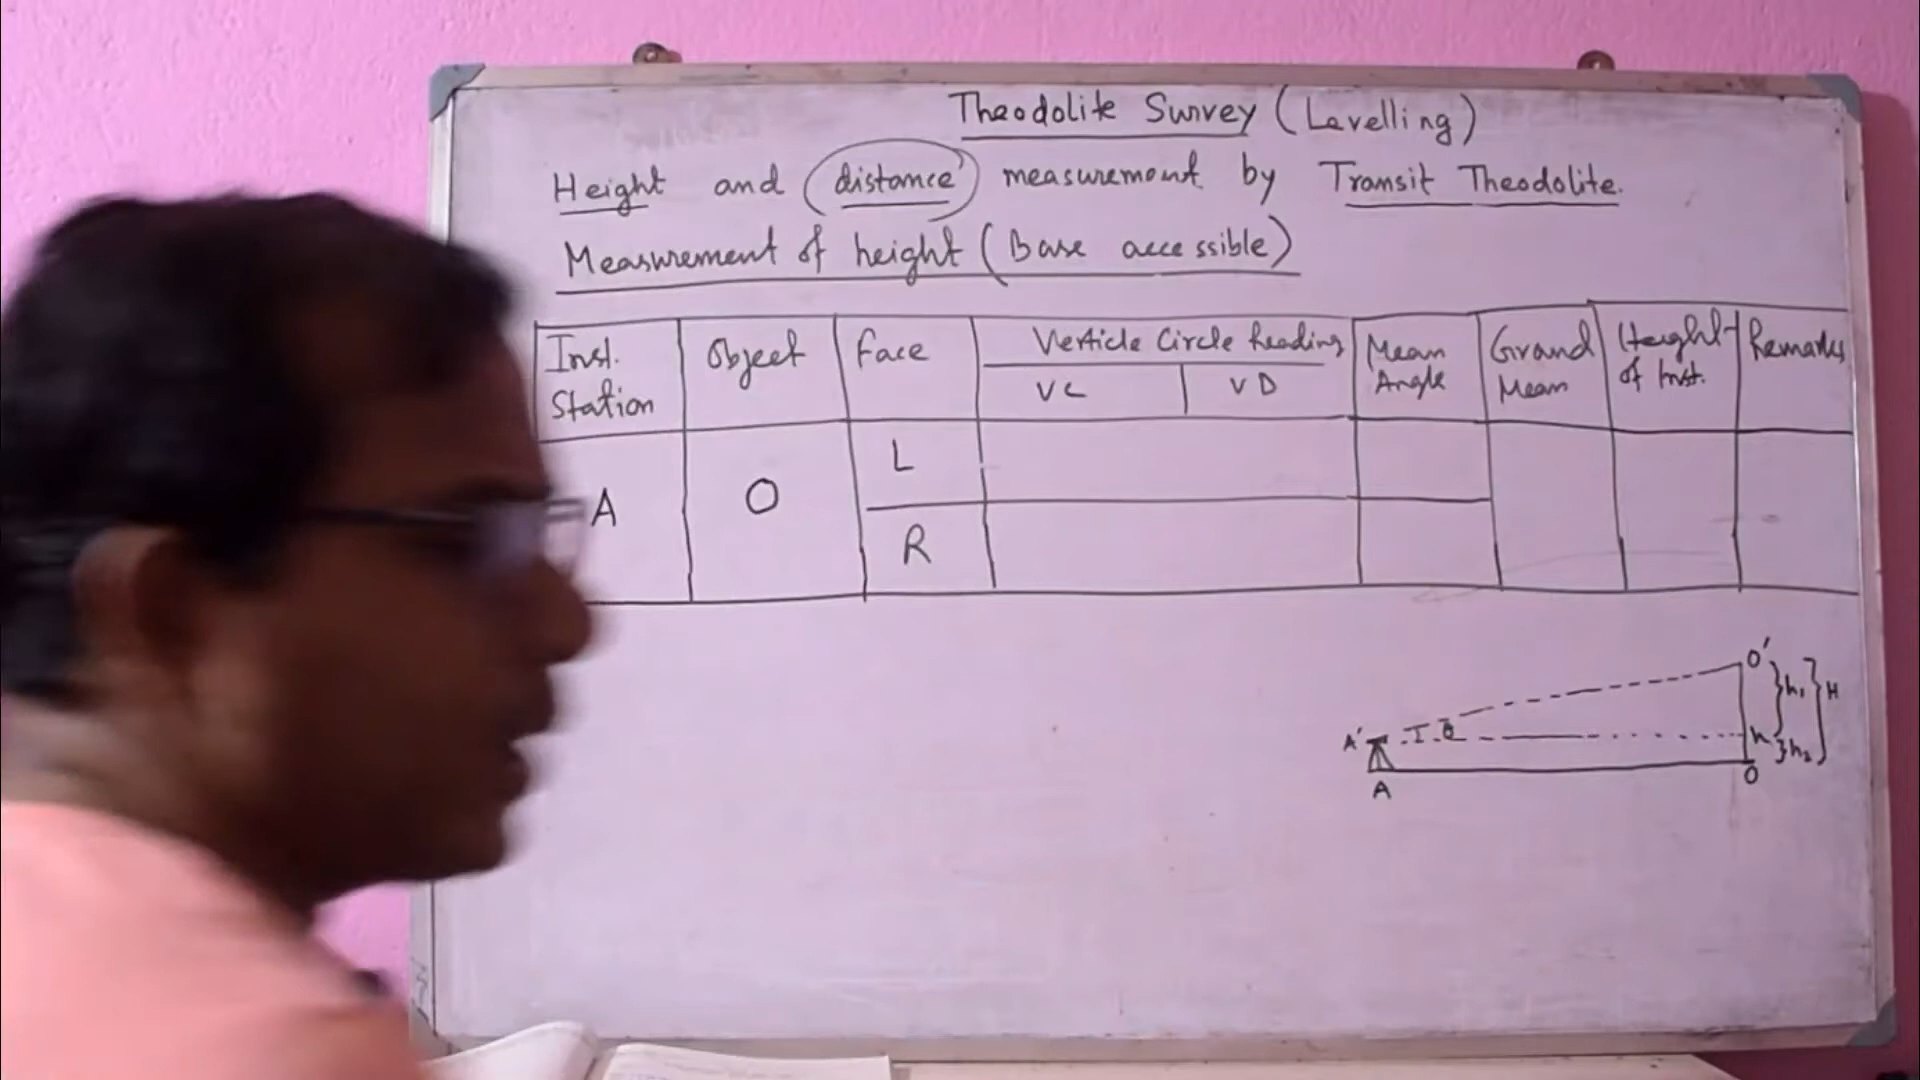 Theodolite Survey (Levelling)
Height and distance measurement by Transit Theodolite.
Measurement of height (Base accessible)
Inst. Station
Object
Face
Verticle Circle Reading
VC
VD
Mean Angle
Grand Mean
Height of Inst.
Remarks
A
O
L
R
O'
h₁
H
A'
θ
h
h₂
A
O